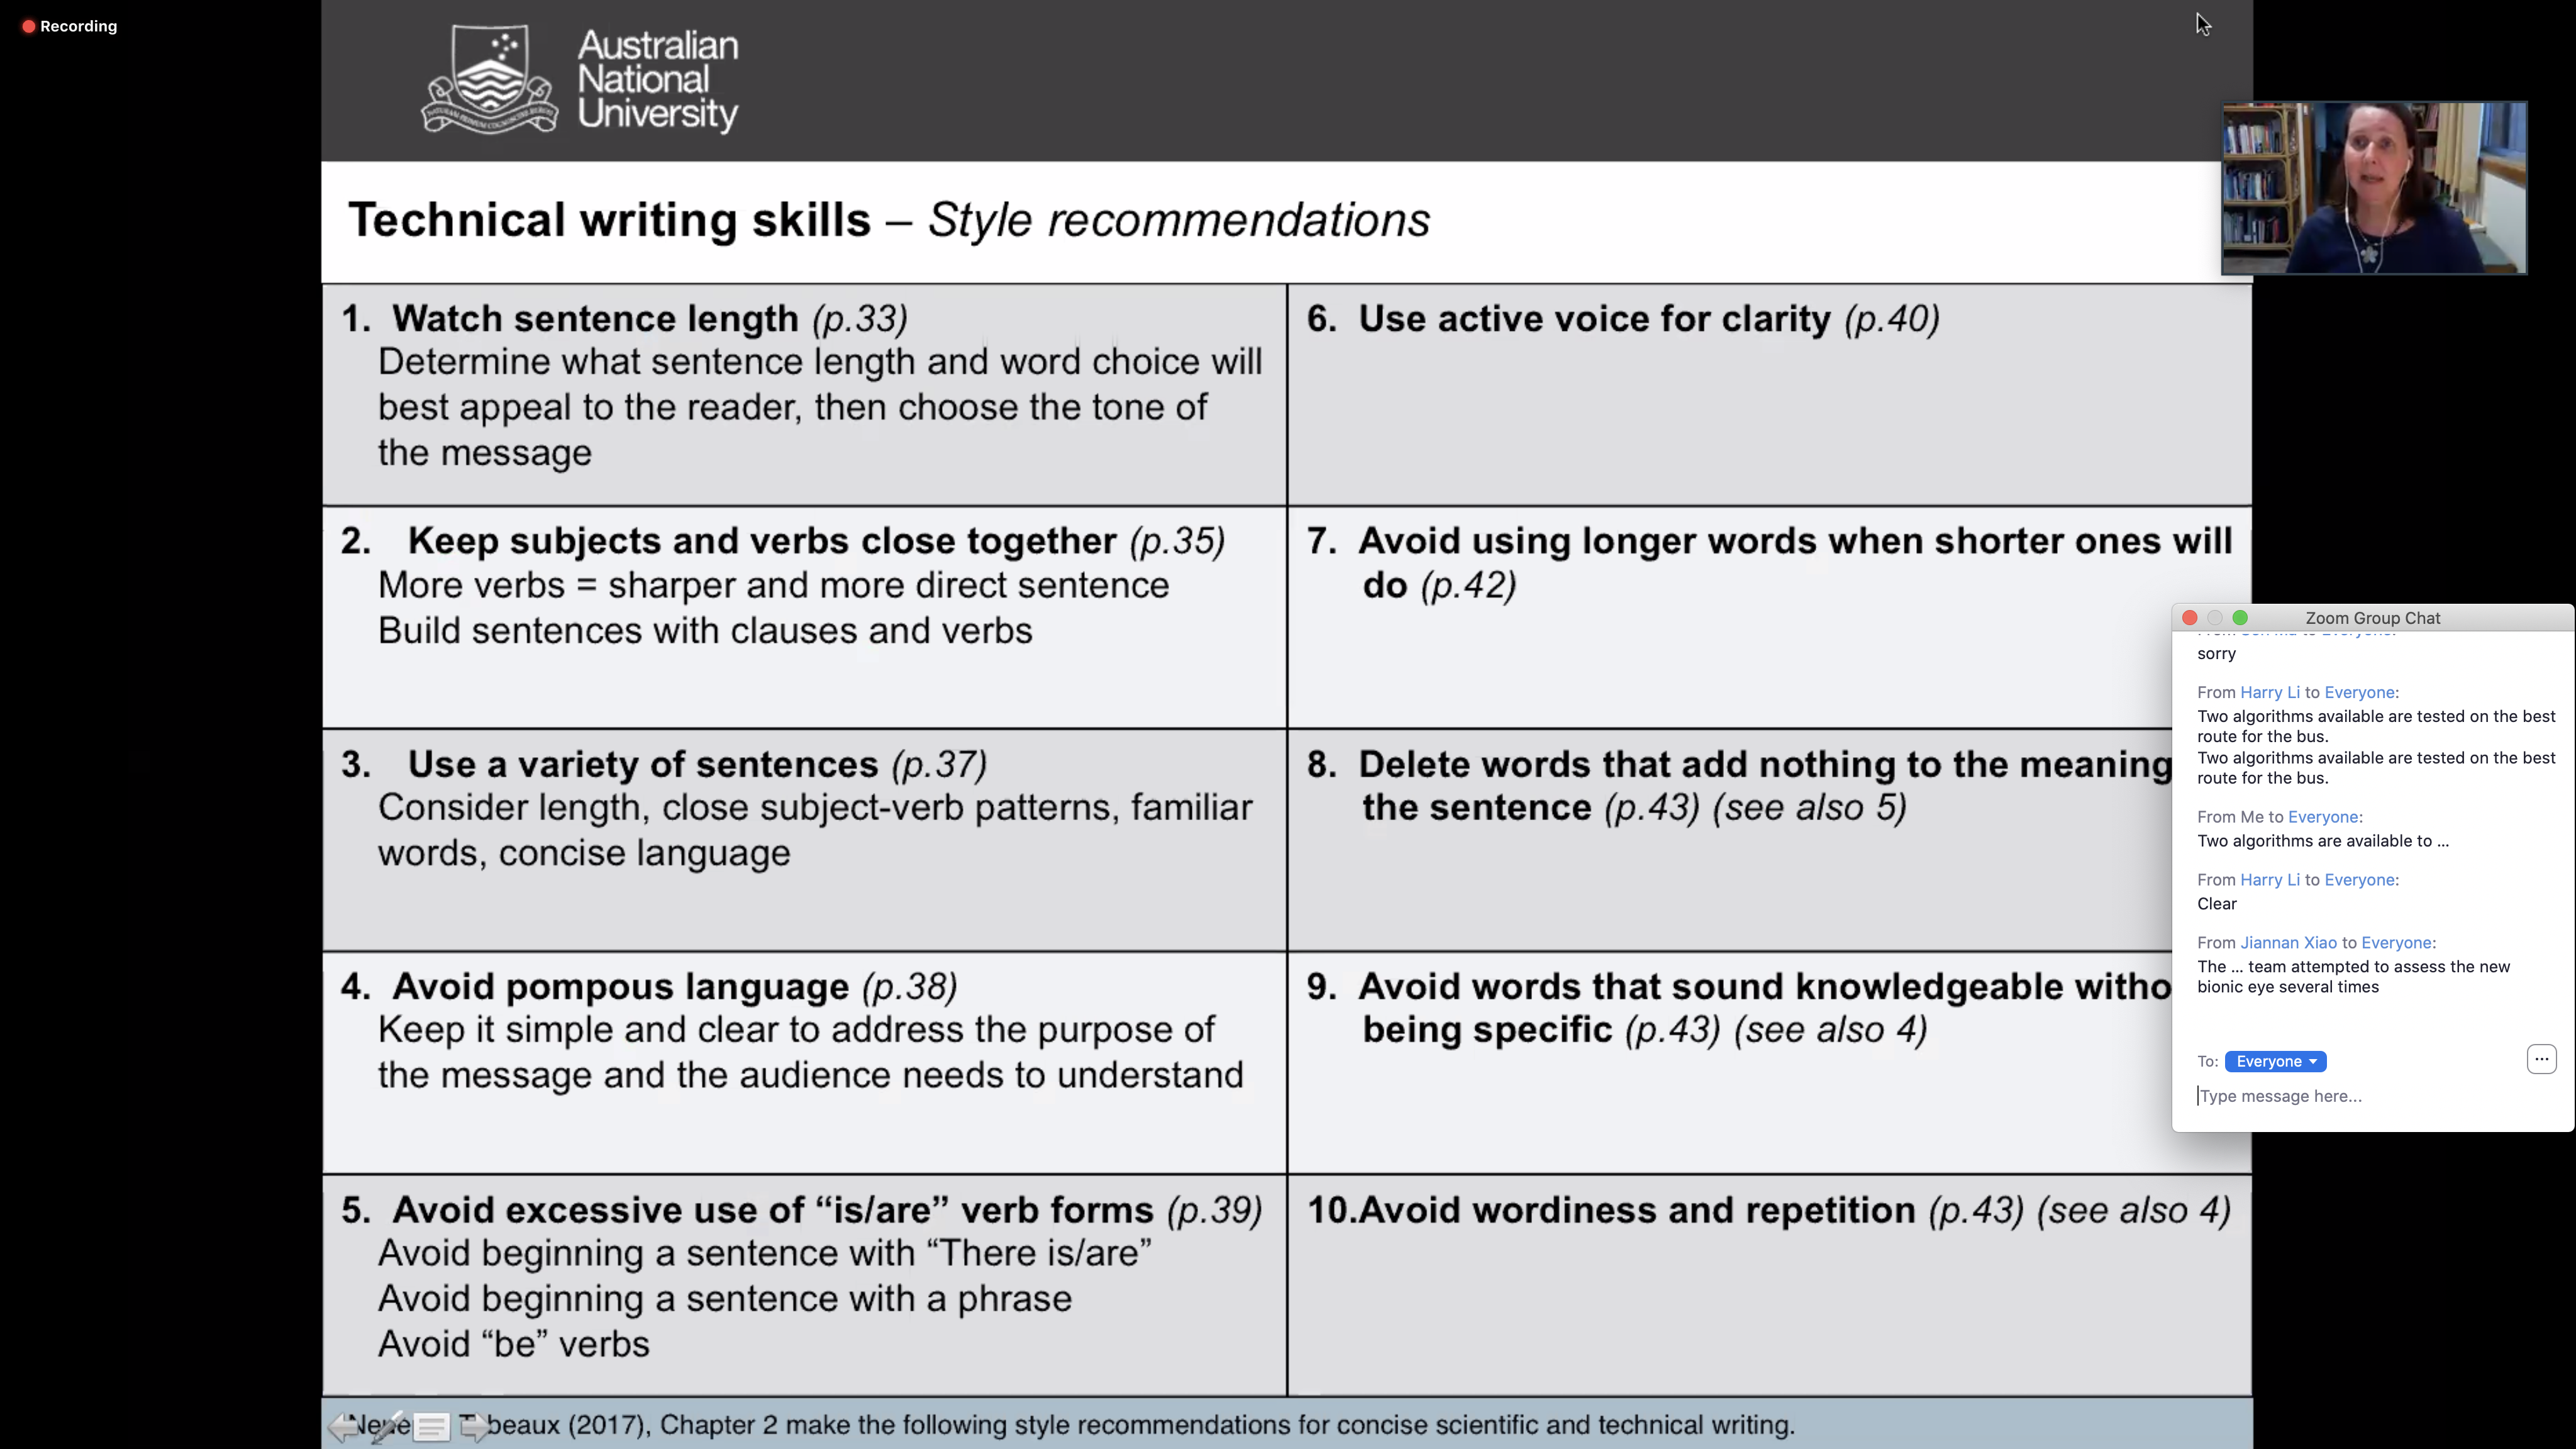 Recording
Australian
National
University
Technical writing skills – Style recommendations
1. Watch sentence length (p.33)
Determine what sentence length and word choice will
best appeal to the reader, then choose the tone of
the message
2. Keep subjects and verbs close together (p.35)
More verbs = sharper and more direct sentence
Build sentences with clauses and verbs
3. Use a variety of sentences (p.37)
Consider length, close subject-verb patterns, familiar
words, concise language
4. Avoid pompous language (p.38)
Keep it simple and clear to address the purpose of
the message and the audience needs to understand
5. Avoid excessive use of “is/are” verb forms (p.39)
Avoid beginning a sentence with “There is/are”
Avoid beginning a sentence with a phrase
Avoid “be” verbs
6. Use active voice for clarity (p.40)
7. Avoid using longer words when shorter ones will
do (p.42)
8. Delete words that add nothing to the meaning
the sentence (p.43) (see also 5)
9. Avoid words that sound knowledgeable witho
being specific (p.43) (see also 4)
10.Avoid wordiness and repetition (p.43) (see also 4)
(2017), Chapter 2 make the following style recommendations for concise scientific and technical writing.
Zoom Group Chat
sorry
From Harry Li to Everyone:
Two algorithms available are tested on the best
route for the bus.
Two algorithms available are tested on the best
route for the bus.
From Me to Everyone:
Two algorithms are available to ...
From Harry Li to Everyone:
Clear
From Jiannan Xiao to Everyone:
The ... team attempted to assess the new
bionic eye several times
To: Everyone
Type message here...